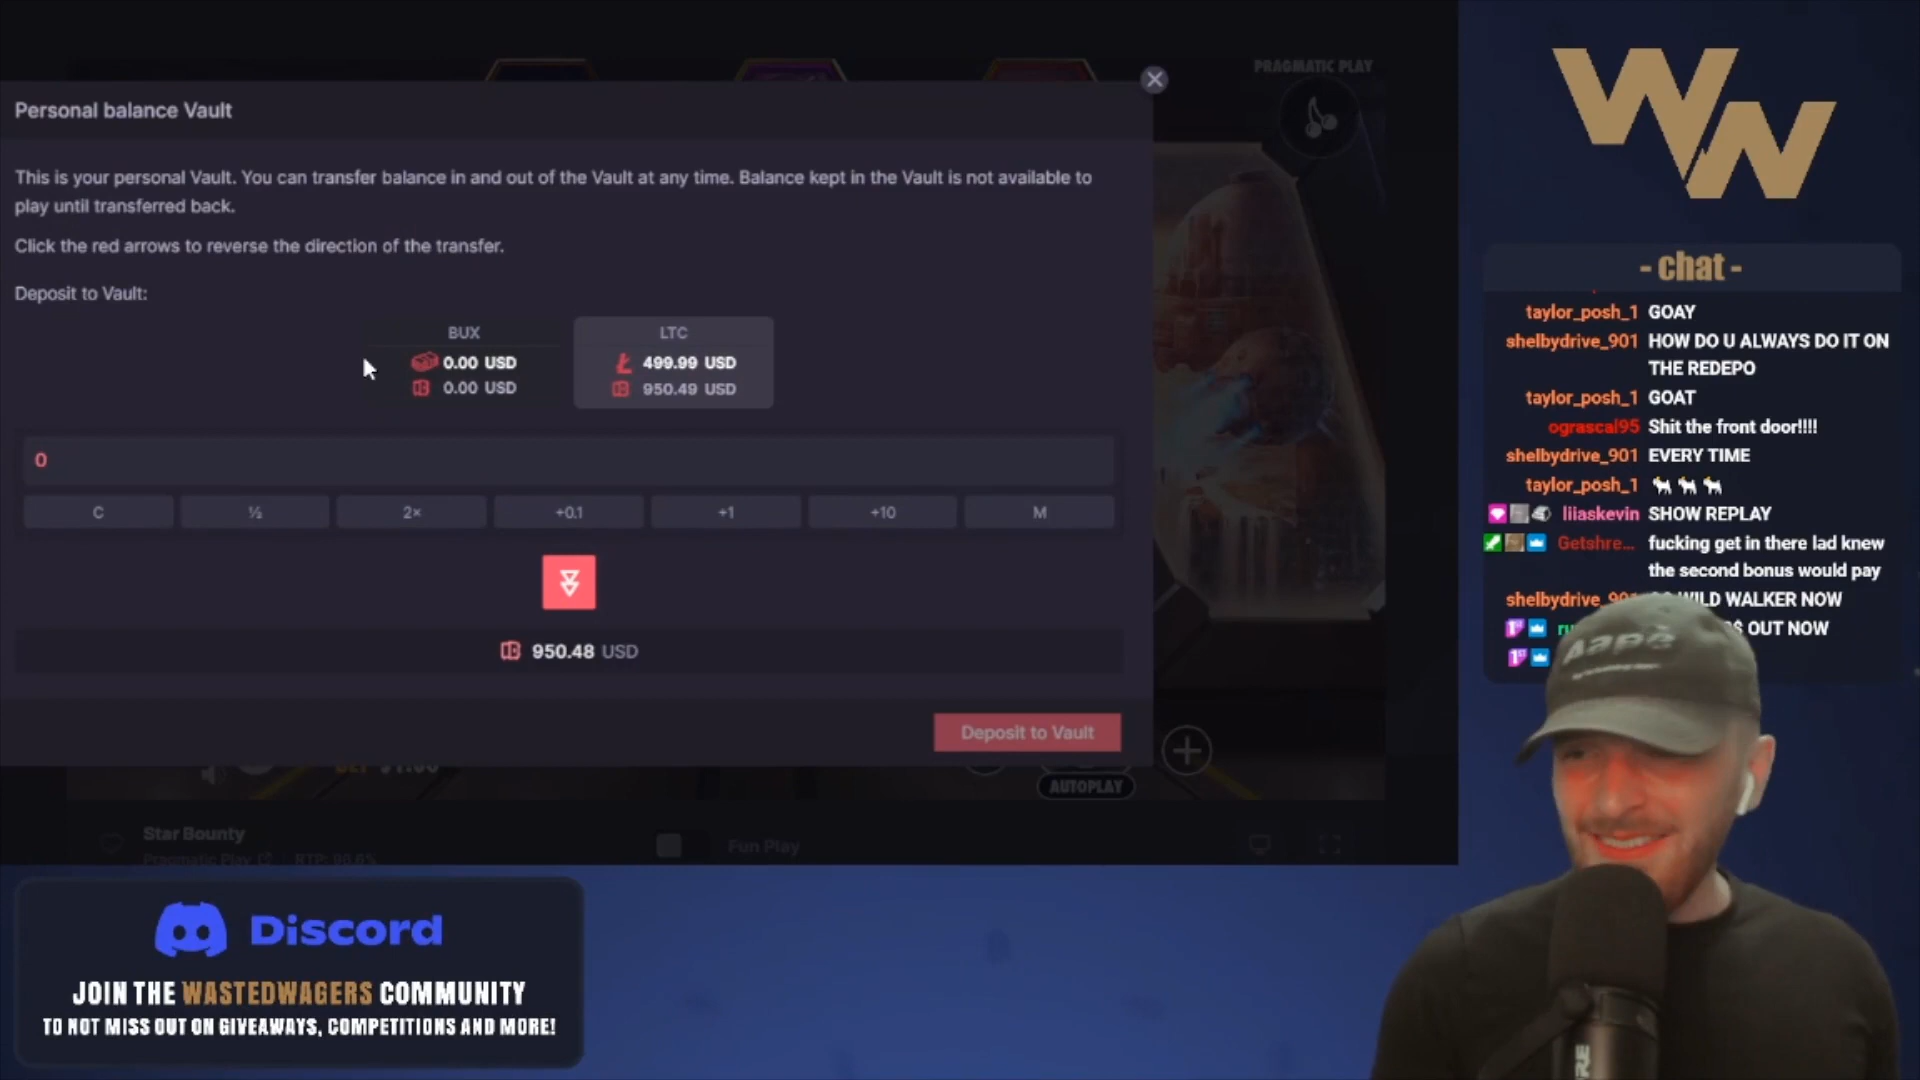 PRAGMATIC PLAY
Personal balance Vault
This is your personal Vault. You can transfer balance in and out of the Vault at any time. Balance kept in the Vault is not available to
play until transferred back.
Click the red arrows to reverse the direction of the transfer.
Deposit to Vault:
BUX
0.00 USD
0.00 USD
LTC
499.99 USD
950.49 USD
0
C ½ 2× +0.1 +1 +10 M
950.48 USD
Deposit to Vault
AUTOPLAY
Star Bounty
Pragmatic Play RTP:
Fun Play
Discord
JOIN THE WASTEDWAGERS COMMUNITY
TO NOT MISS OUT ON GIVEAWAYS, COMPETITIONS AND MORE!
WN
- chat -
taylor_posh_1 GOAY
shelbydrive_901 HOW DO U ALWAYS DO IT ON
THE REDEPO
taylor_posh_1 GOAT
ograscal95 Shit the front door!!!!
shelbydrive_901 EVERY TIME
taylor_posh_1
liiaskevin SHOW REPLAY
Getshre... fucking get in there lad knew
the second bonus would pay
WILD WALKER NOW
OUT NOW